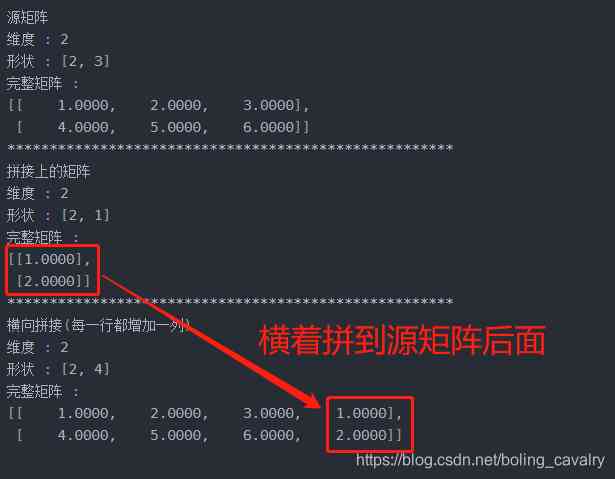 源矩阵
维度 : 2
形状 : [2, 3]
完整矩阵 :
[[    1.0000,    2.0000,    3.0000],
 [    4.0000,    5.0000,    6.0000]]
******************************************************
拼接上的矩阵
维度 : 2
形状 : [2, 1]
完整矩阵 :
[[1.0000],
 [2.0000]]
******************************************************
横向拼接(每一行都增加一列)
横着拼到源矩阵后面
维度 : 2
形状 : [2, 4]
完整矩阵 :
[[    1.0000,    2.0000,    3.0000,    1.0000],
 [    4.0000,    5.0000,    6.0000,    2.0000]]
https://blog.csdn.net/boling_cavalry